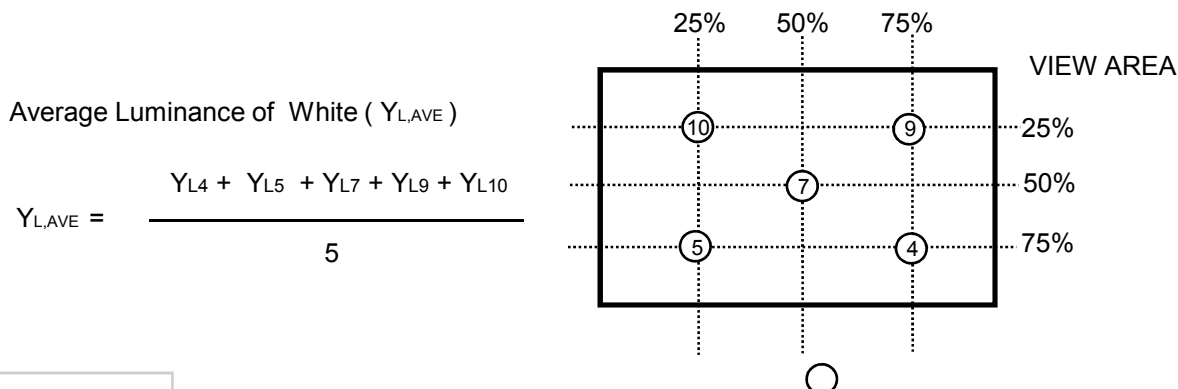 25% 50% 75%
VIEW AREA
Average Luminance of White ( YL,AVE )
10 9 25%
YL4 + YL5 + YL7 + YL9 + YL10
7 50%
YL,AVE =
5
5 4 75%